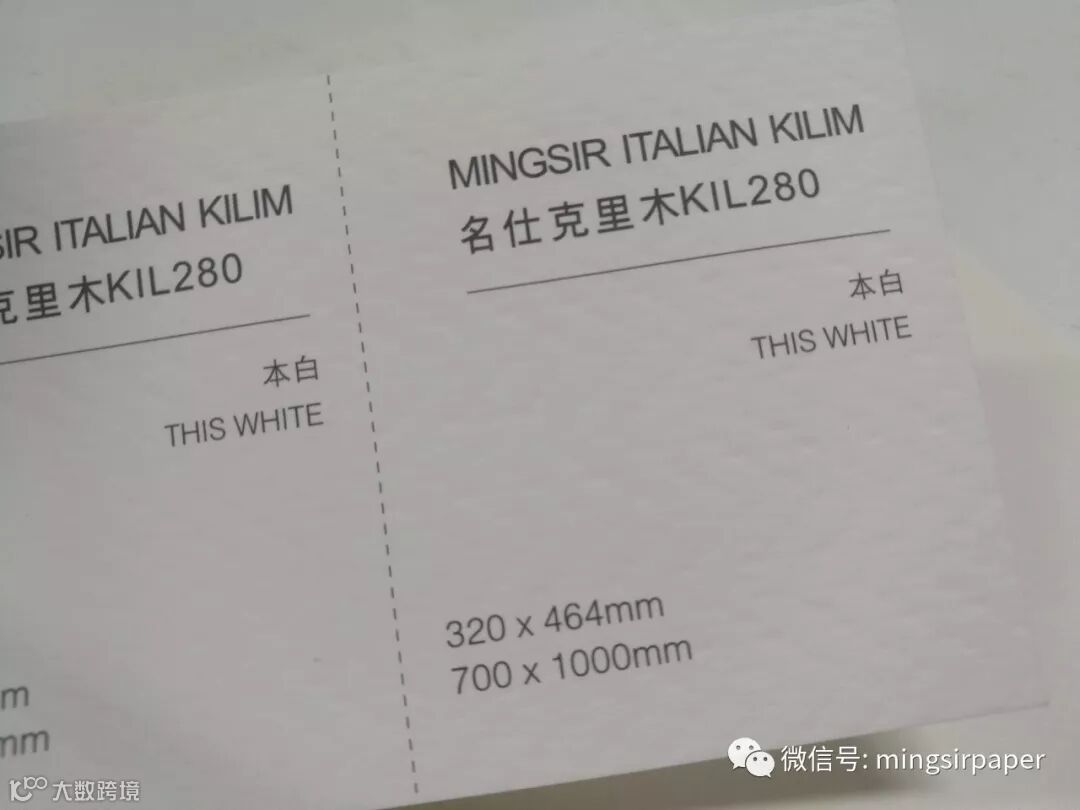 SIR ITALIAN KILIM
克里木KIL280
本白
THIS WHITE
m
mm
MINGSIR ITALIAN KILIM
名仕克里木KIL280
本白
THIS WHITE
320 x 464mm
700 x 1000mm
微信号: mingsirpaper
大数跨境